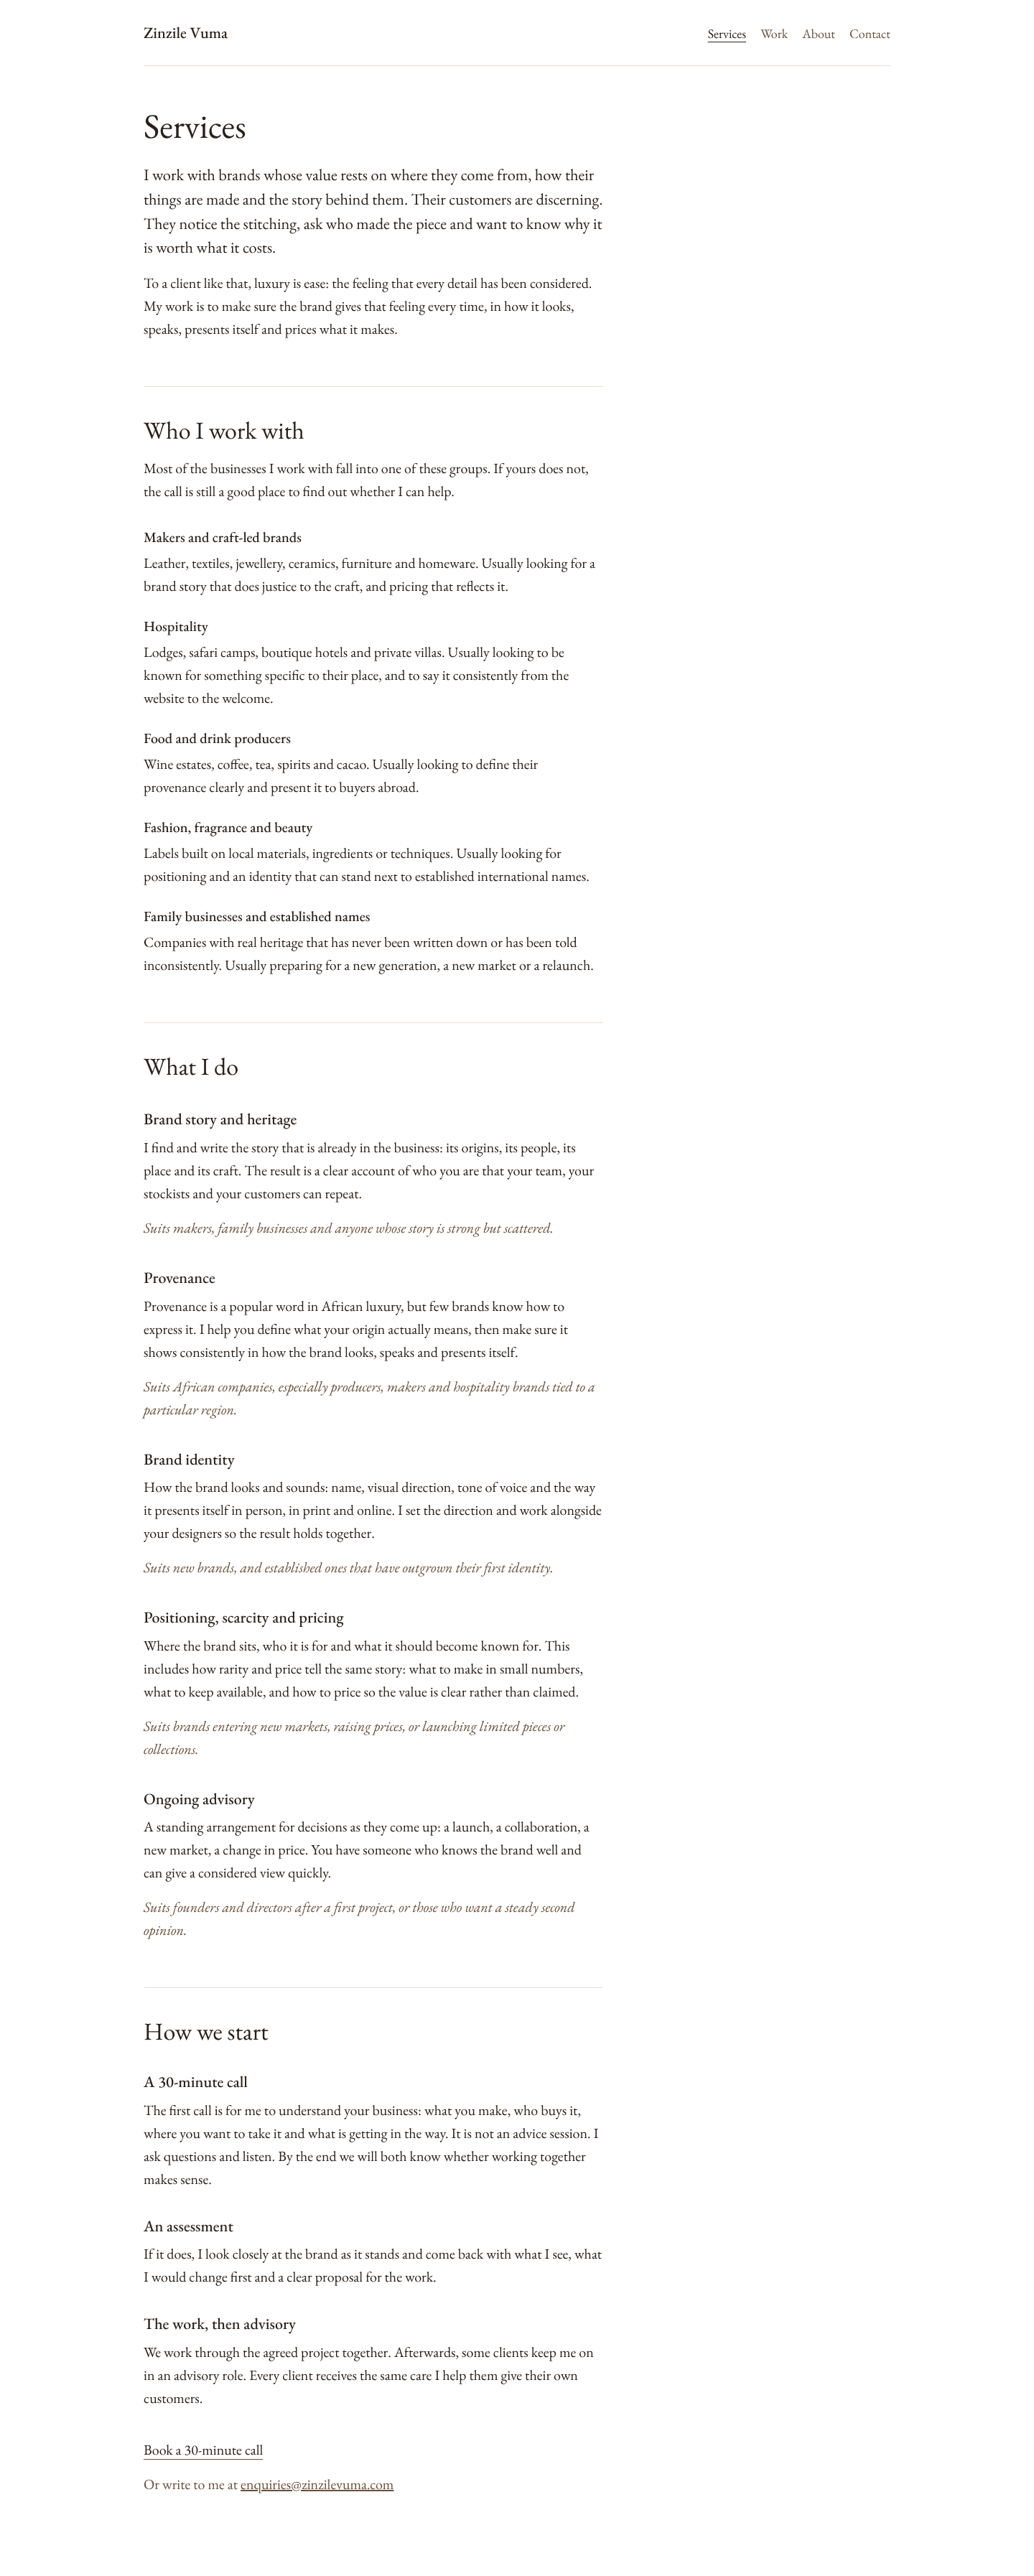 Zinzile Vuma
Services Work About Contact
Services
I work with brands whose value rests on where they come from, how their
things are made and the story behind them. Their customers are discerning.
They notice the stitching, ask who made the piece and want to know why it
is worth what it costs.
To a client like that, luxury is ease: the feeling that every detail has been considered.
My work is to make sure the brand gives that feeling every time, in how it looks,
speaks, presents itself and prices what it makes.
Who I work with
Most of the businesses I work with fall into one of these groups. If yours does not,
the call is still a good place to find out whether I can help.
Makers and craft-led brands
Leather, textiles, jewellery, ceramics, furniture and homeware. Usually looking for a
brand story that does justice to the craft, and pricing that reflects it.
Hospitality
Lodges, safari camps, boutique hotels and private villas. Usually looking to be
known for something specific to their place, and to say it consistently from the
website to the welcome.
Food and drink producers
Wine estates, coffee, tea, spirits and cacao. Usually looking to define their
provenance clearly and present it to buyers abroad.
Fashion, fragrance and beauty
Labels built on local materials, ingredients or techniques. Usually looking for
positioning and an identity that can stand next to established international names.
Family businesses and established names
Companies with real heritage that has never been written down or has been told
inconsistently. Usually preparing for a new generation, a new market or a relaunch.
What I do
Brand story and heritage
I find and write the story that is already in the business: its origins, its people, its
place and its craft. The result is a clear account of who you are that your team, your
stockists and your customers can repeat.
Suits makers, family businesses and anyone whose story is strong but scattered.
Provenance
Provenance is a popular word in African luxury, but few brands know how to
express it. I help you define what your origin actually means, then make sure it
shows consistently in how the brand looks, speaks and presents itself.
Suits African companies, especially producers, makers and hospitality brands tied to a
particular region.
Brand identity
How the brand looks and sounds: name, visual direction, tone of voice and the way
it presents itself in person, in print and online. I set the direction and work alongside
your designers so the result holds together.
Suits new brands, and established ones that have outgrown their first identity.
Positioning, scarcity and pricing
Where the brand sits, who it is for and what it should become known for. This
includes how rarity and price tell the same story: what to make in small numbers,
what to keep available, and how to price so the value is clear rather than claimed.
Suits brands entering new markets, raising prices, or launching limited pieces or
collections.
Ongoing advisory
A standing arrangement for decisions as they come up: a launch, a collaboration, a
new market, a change in price. You have someone who knows the brand well and
can give a considered view quickly.
Suits founders and directors after a first project, or those who want a steady second
opinion.
How we start
A 30-minute call
The first call is for me to understand your business: what you make, who buys it,
where you want to take it and what is getting in the way. It is not an advice session. I
ask questions and listen. By the end we will both know whether working together
makes sense.
An assessment
If it does, I look closely at the brand as it stands and come back with what I see, what
I would change first and a clear proposal for the work.
The work, then advisory
We work through the agreed project together. Afterwards, some clients keep me on
in an advisory role. Every client receives the same care I help them give their own
customers.
Book a 30-minute call
Or write to me at enquiries@zinzilevuma.com